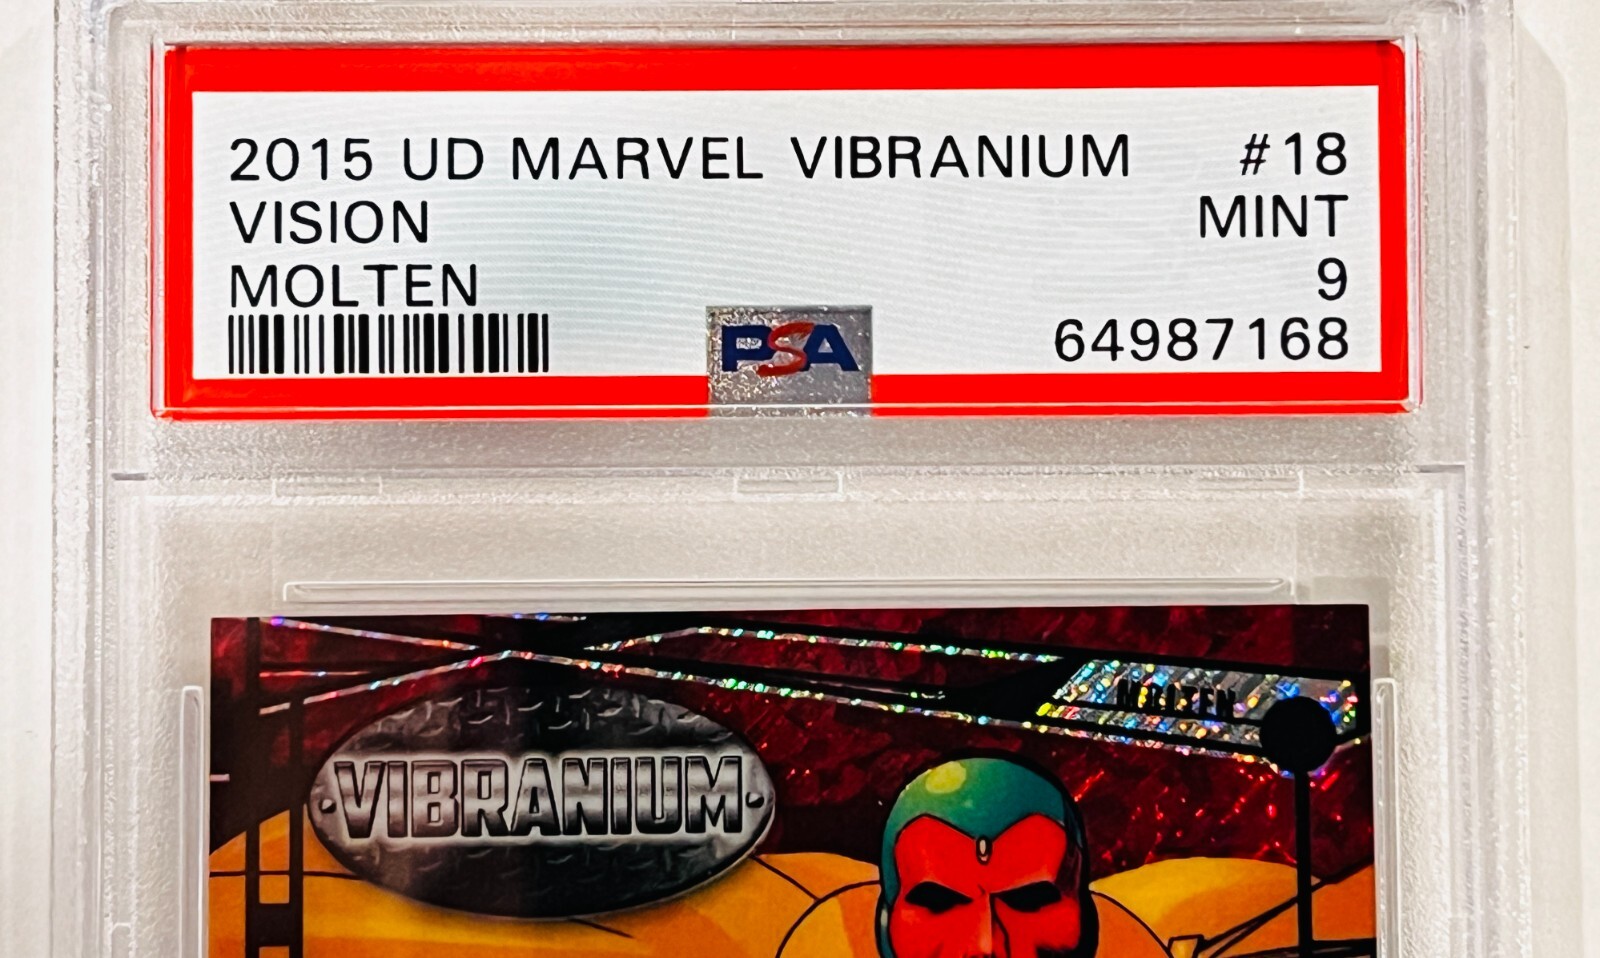 2015 UD MARVEL VIBRANIUM #18
VISION MINT
MOLTEN 9
PSA 64987168
MOLTEN
VIBRANIUM